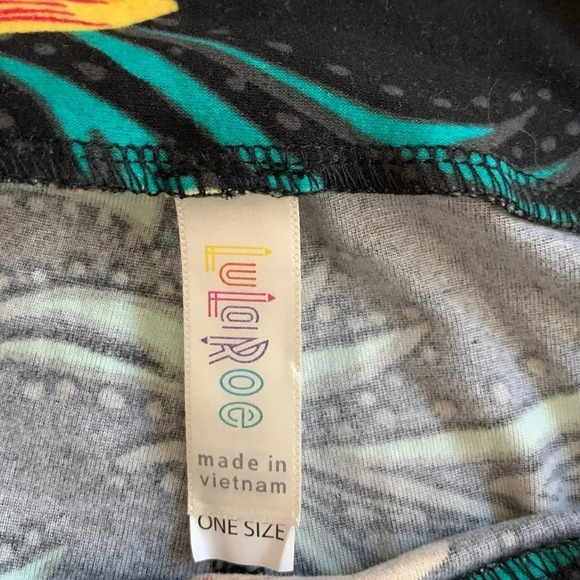 LuLaRoe
made in
vietnam
ONE SIZE